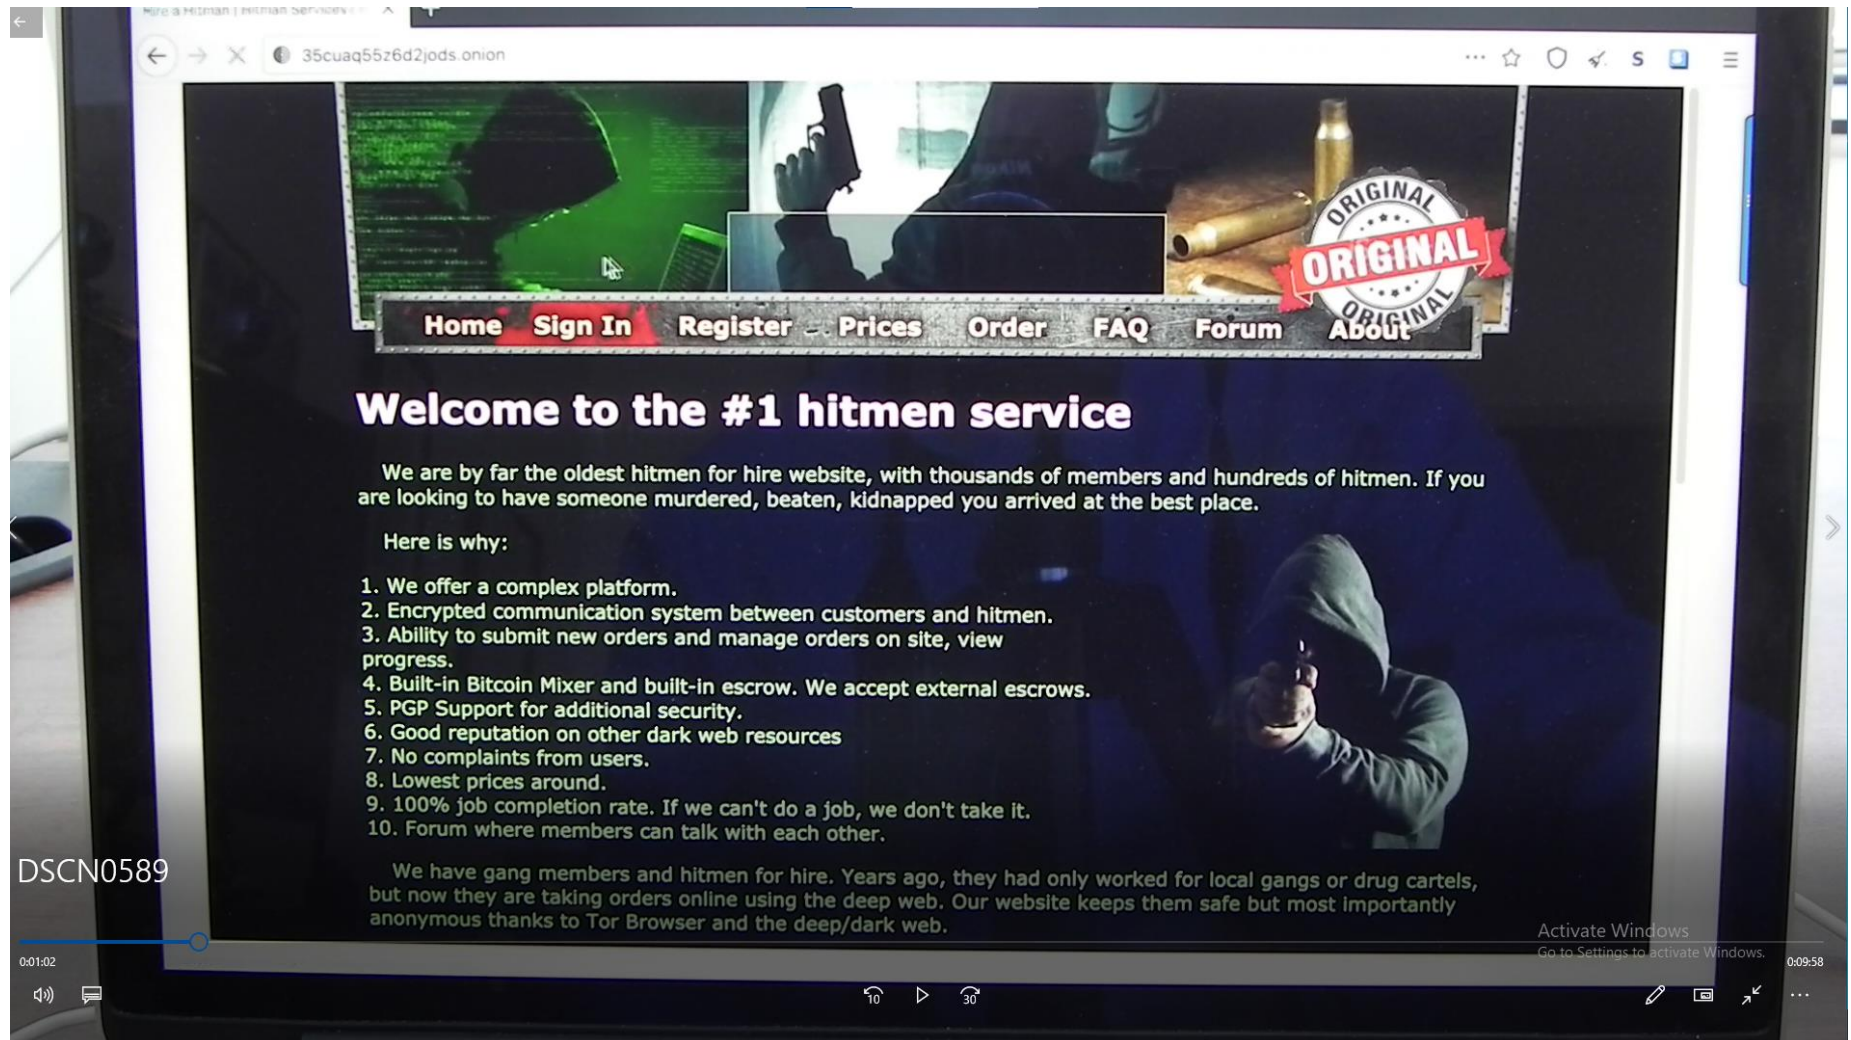 Hire a Hitman | Hitman Services
35cuaq55z6d2jods.onion
S
ORIGINAL
ORIGINAL
ORIGINAL
Home Sign In Register Prices Order FAQ Forum About
Welcome to the #1 hitmen service
We are by far the oldest hitmen for hire website, with thousands of members and hundreds of hitmen. If you
are looking to have someone murdered, beaten, kidnapped you arrived at the best place.
Here is why:
1. We offer a complex platform.
2. Encrypted communication system between customers and hitmen.
3. Ability to submit new orders and manage orders on site, view
progress.
4. Built-in Bitcoin Mixer and built-in escrow. We accept external escrows.
5. PGP Support for additional security.
6. Good reputation on other dark web resources
7. No complaints from users.
8. Lowest prices around.
9. 100% job completion rate. If we can't do a job, we don't take it.
10. Forum where members can talk with each other.
We have gang members and hitmen for hire. Years ago, they had only worked for local gangs or drug cartels,
but now they are taking orders online using the deep web. Our website keeps them safe but most importantly
anonymous thanks to Tor Browser and the deep/dark web.
DSCN0589
Activate Windows
Go to Settings to activate Windows.
0:01:02
0:09:58
10
30